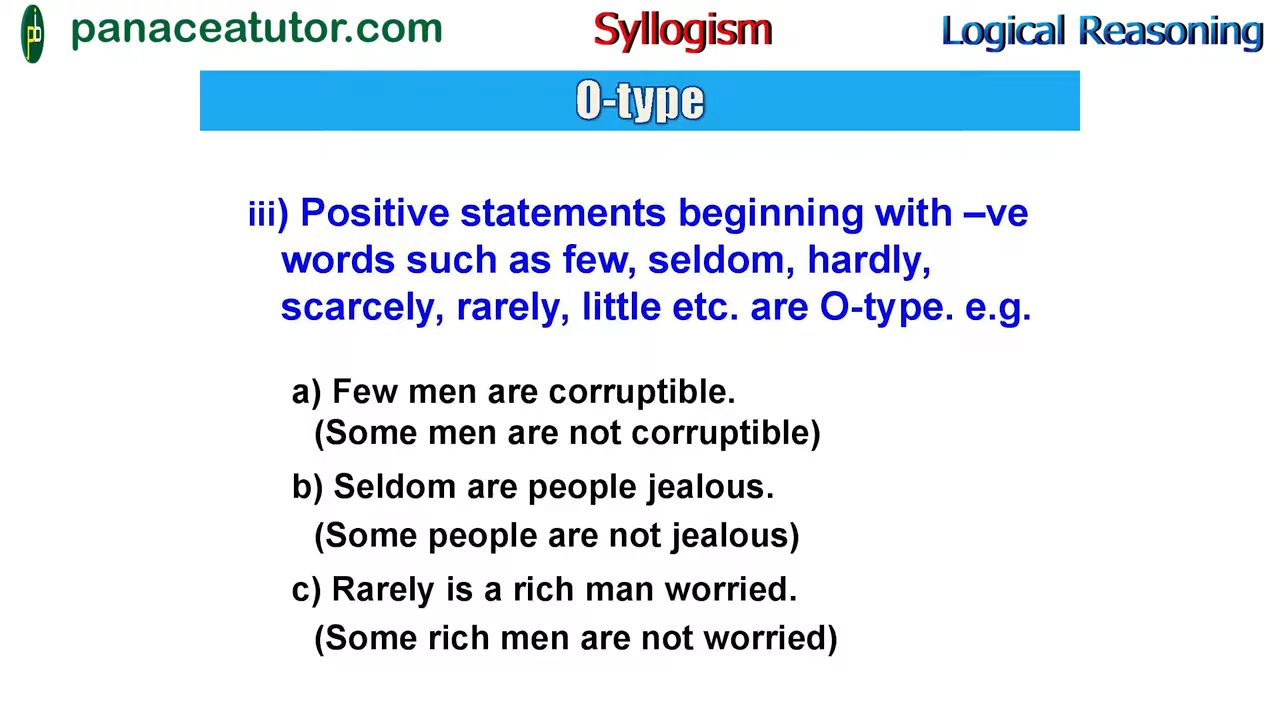 panaceatutor.com Syllogism Logical Reasoning
O-type
iii) Positive statements beginning with –ve
words such as few, seldom, hardly,
scarcely, rarely, little etc. are O-type. e.g.
a) Few men are corruptible.
(Some men are not corruptible)
b) Seldom are people jealous.
(Some people are not jealous)
c) Rarely is a rich man worried.
(Some rich men are not worried)